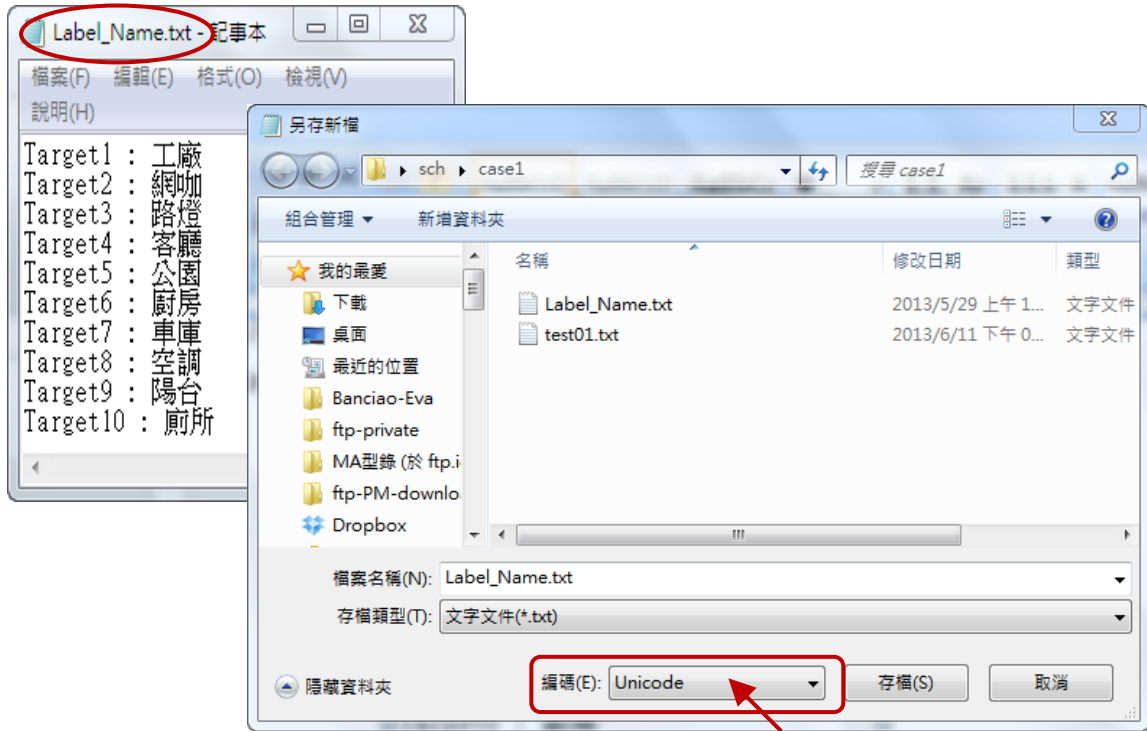 Label_Name.txt - 記事本
檔案(F) 編輯(E) 格式(O) 檢視(V)
說明(H)
Target1 : 工廠
Target2 : 網咖
Target3 : 路燈
Target4 : 客廳
Target5 : 公園
Target6 : 廚房
Target7 : 車庫
Target8 : 空調
Target9 : 陽台
Target10 : 廁所
另存新檔
sch case1
搜尋 case1
組合管理 新增資料夾
我的最愛
下載
桌面
最近的位置
Banciao-Eva
ftp-private
MA型錄 (於 ftp.i
ftp-PM-downlo
Dropbox
名稱 修改日期 類型
Label_Name.txt 2013/5/29 上午 1... 文字文件
test01.txt 2013/6/11 下午 0... 文字文件
檔案名稱(N): Label_Name.txt
存檔類型(T): 文字文件(*.txt)
隱藏資料夾 編碼(E): Unicode 存檔(S) 取消